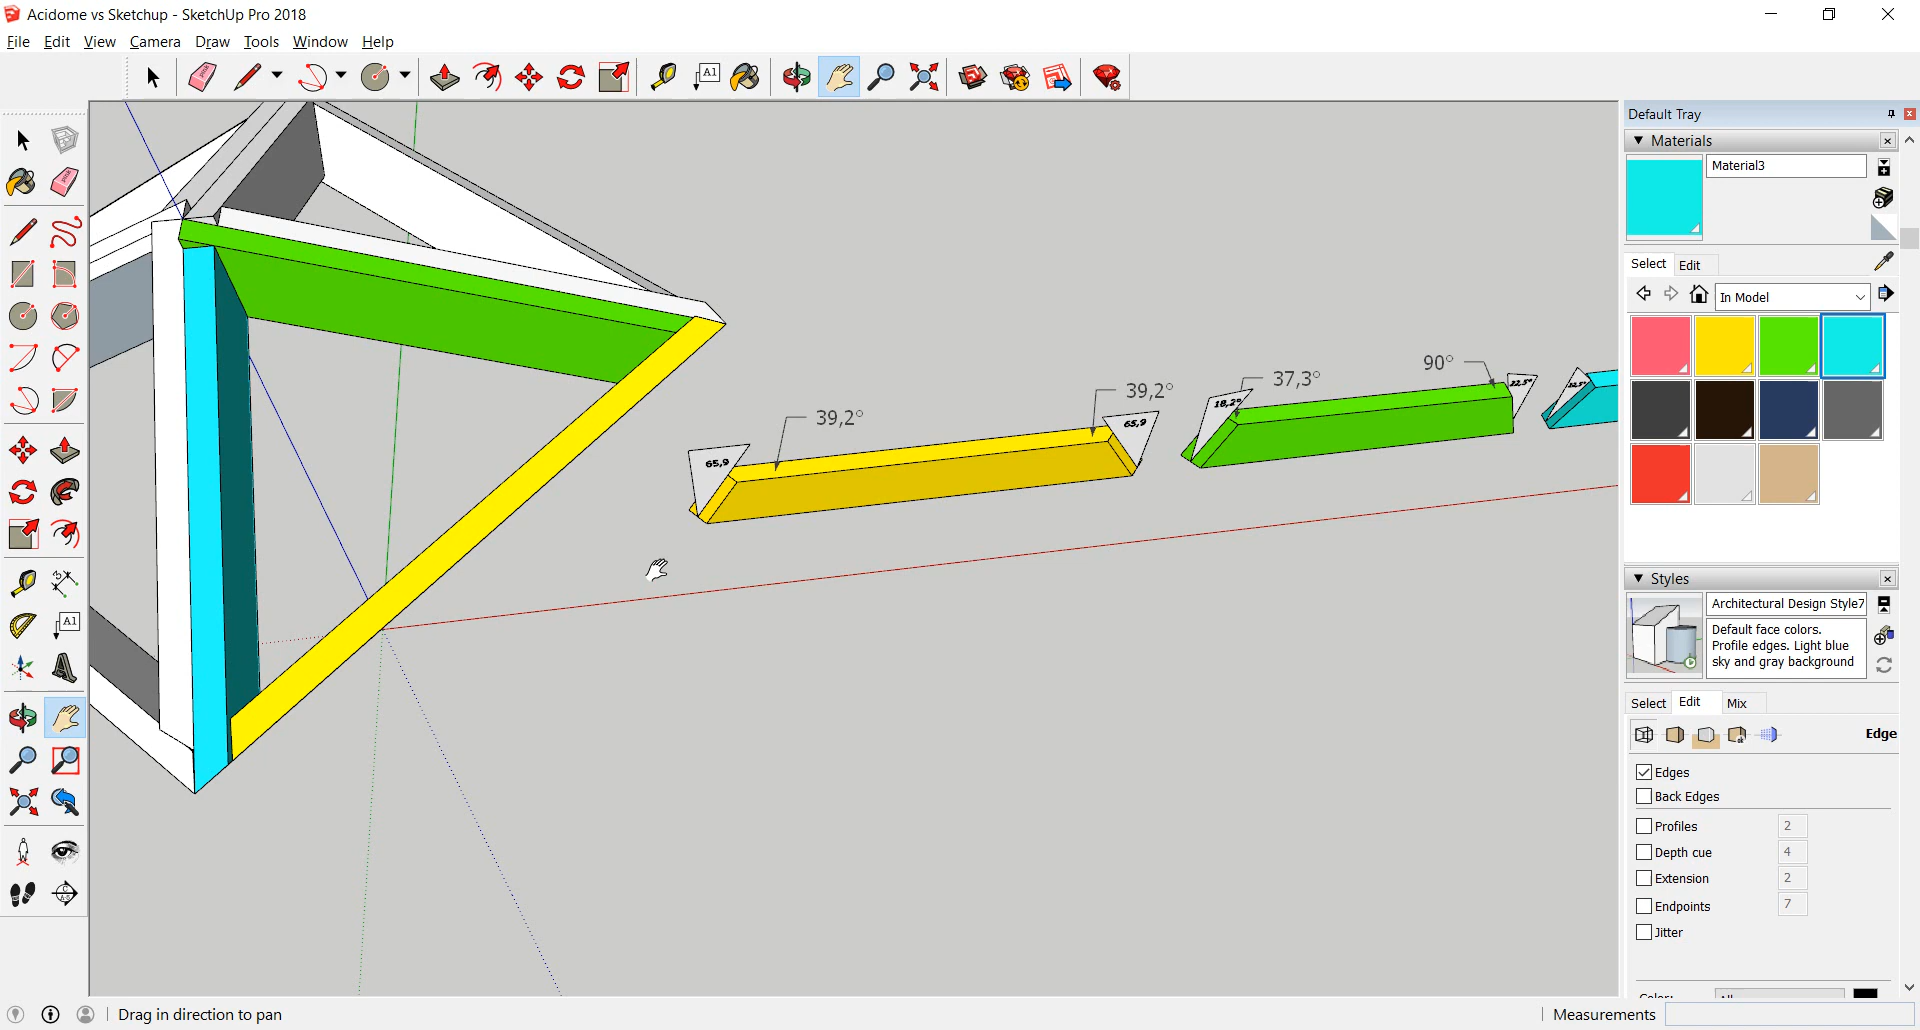 Acidome vs Sketchup - SketchUp Pro 2018
File Edit View Camera Draw Tools Window Help
A1
Default Tray
Materials
Material3
Select Edit
In Model
A1
90°
37,3°
39,2°
39,2°
22,5°
18,2°
65,9
65,9
Styles
Architectural Design Style7
Default face colors.
Profile edges. Light blue
sky and gray background
Select Edit Mix
Edge
Edges
Back Edges
Profiles 2
Depth cue 4
Extension 2
Endpoints 7
Jitter
Drag in direction to pan
Measurements